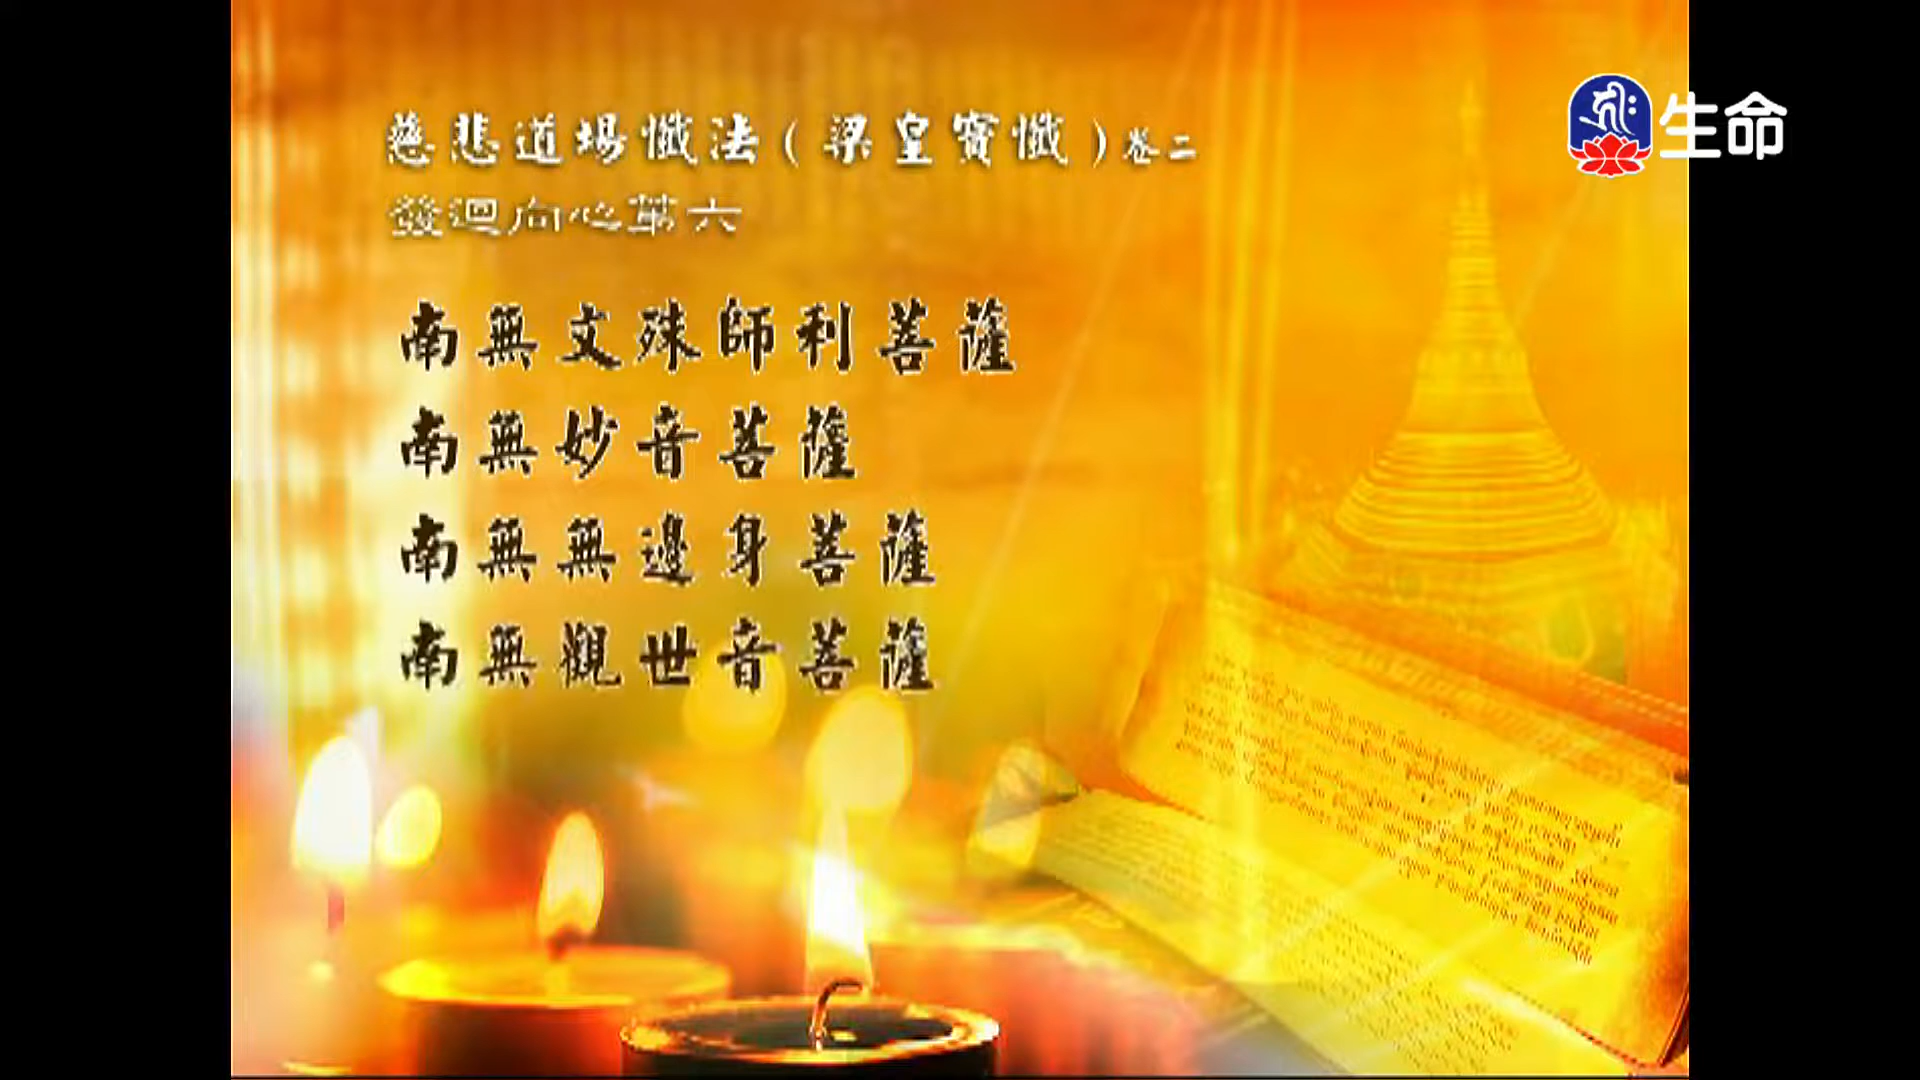 慈悲道場懺法(梁皇寶懺)卷二
發迴向心第六
南無文殊師利菩薩
南無妙音菩薩
南無無邊身菩薩
南無觀世音菩薩
生命